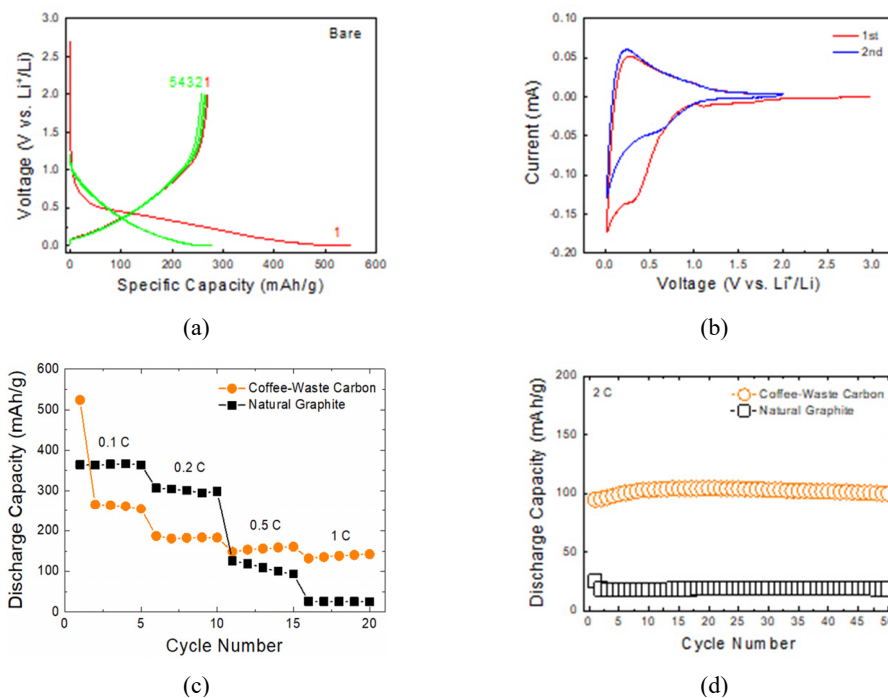 Bare
3.0
2.5
2.0
1.5
1.0
0.5
0.0
54321
1
0 100 200 300 400 500 600
Voltage (V vs. Li⁺/Li)
Specific Capacity (mAh/g)
(a)
1st
2nd
0.10
0.05
0.00
-0.05
-0.10
-0.15
-0.20
0.0 0.5 1.0 1.5 2.0 2.5 3.0
Current (mA)
Voltage (V vs. Li⁺/Li)
(b)
600
500
400
300
200
100
0
Coffee-Waste Carbon
Natural Graphite
0.1 C
0.2 C
0.5 C
1 C
0 5 10 15 20
Discharge Capacity (mAh/g)
Cycle Number
(c)
200
150
100
50
0
2 C
Coffee-Waste Carbon
Natural Graphite
0 5 10 15 20 25 30 35 40 45 50
Discharge Capacity (mAh/g)
Cycle Number
(d)